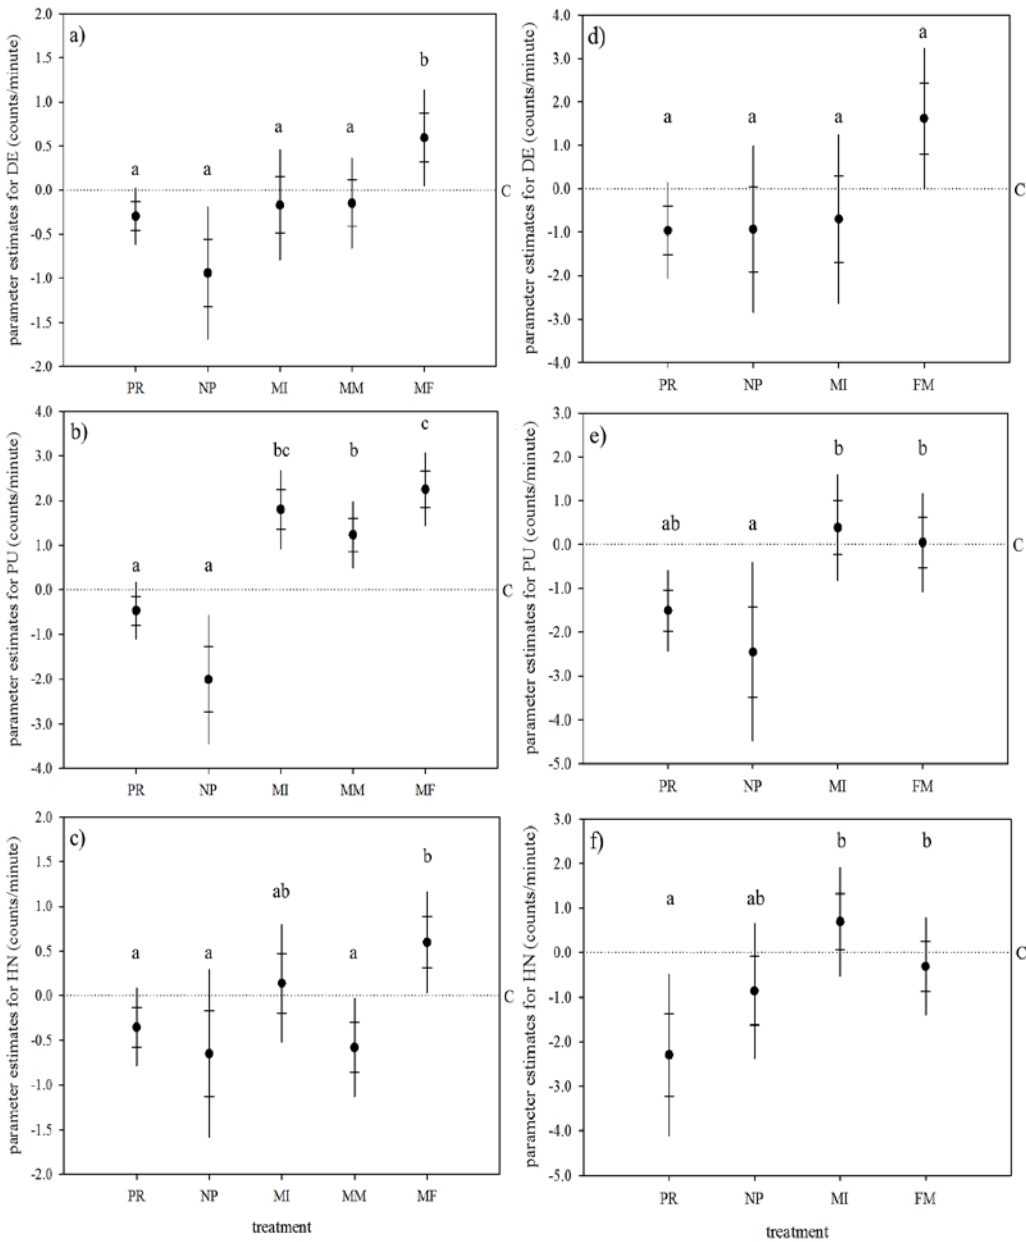 a)
parameter estimates for DE (counts/minute)
2.0
1.5
1.0
0.5
0.0
-0.5
-1.0
-1.5
-2.0
a
a
a
a
b
C
PR NP MI MM MF
d)
parameter estimates for DE (counts/minute)
4.0
3.0
2.0
1.0
0.0
-1.0
-2.0
-3.0
-4.0
a
a
a
a
C
PR NP MI FM
b)
parameter estimates for PU (counts/minute)
4.0
3.0
2.0
1.0
0.0
-1.0
-2.0
-3.0
-4.0
a
a
bc
b
c
C
PR NP MI MM MF
e)
parameter estimates for PU (counts/minute)
3.0
2.0
1.0
0.0
-1.0
-2.0
-3.0
-4.0
-5.0
ab
a
b
b
C
PR NP MI FM
c)
parameter estimates for HN (counts/minute)
2.0
1.5
1.0
0.5
0.0
-0.5
-1.0
-1.5
-2.0
a
a
ab
a
b
C
PR NP MI MM MF
treatment
f)
parameter estimates for HN (counts/minute)
3.0
2.0
1.0
0.0
-1.0
-2.0
-3.0
-4.0
-5.0
a
ab
b
b
C
PR NP MI FM
treatment